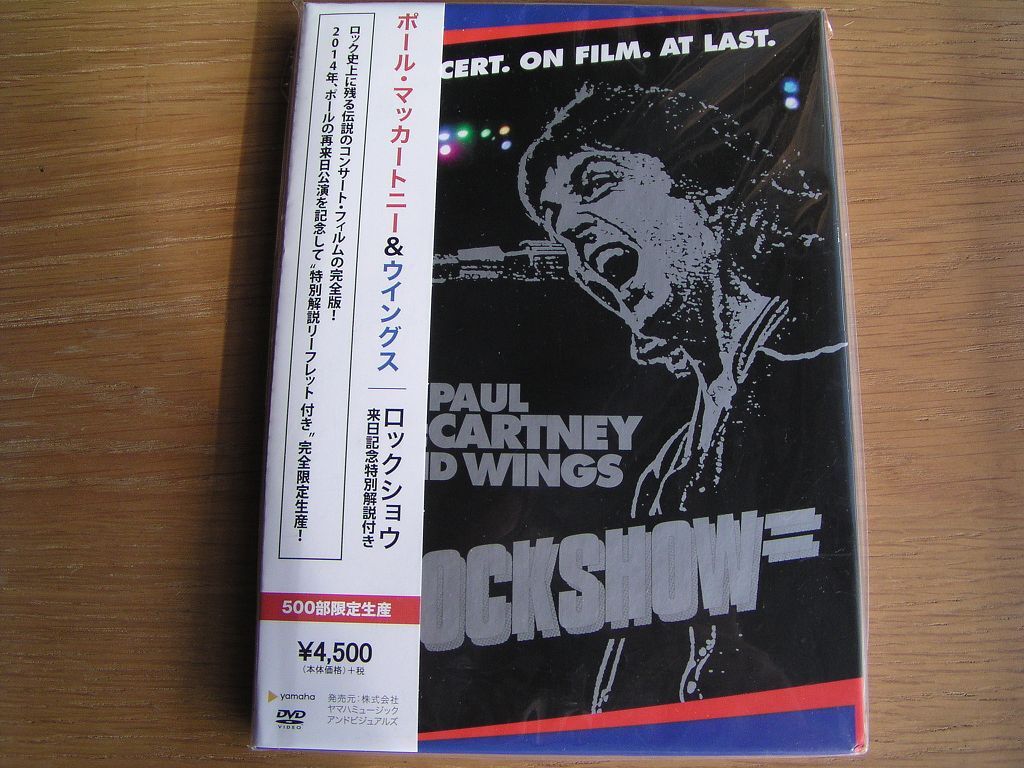 ポール・マッカートニー&ウイングス
ロックショウ
来日記念特別解説付き
ロック史上に残る伝説のコンサート・フィルムの完全版!
2014年、ポールの再来日公演を記念して“特別解説リーフレット付き”完全限定生産!
500部限定生産
¥4,500
(本体価格)+税
yamaha
DVD
VIDEO
発売元:株式会社
ヤマハミュージック
アンドビジュアルズ
CERT. ON FILM. AT LAST.
PAUL
CARTNEY
D WINGS
OCKSHOW